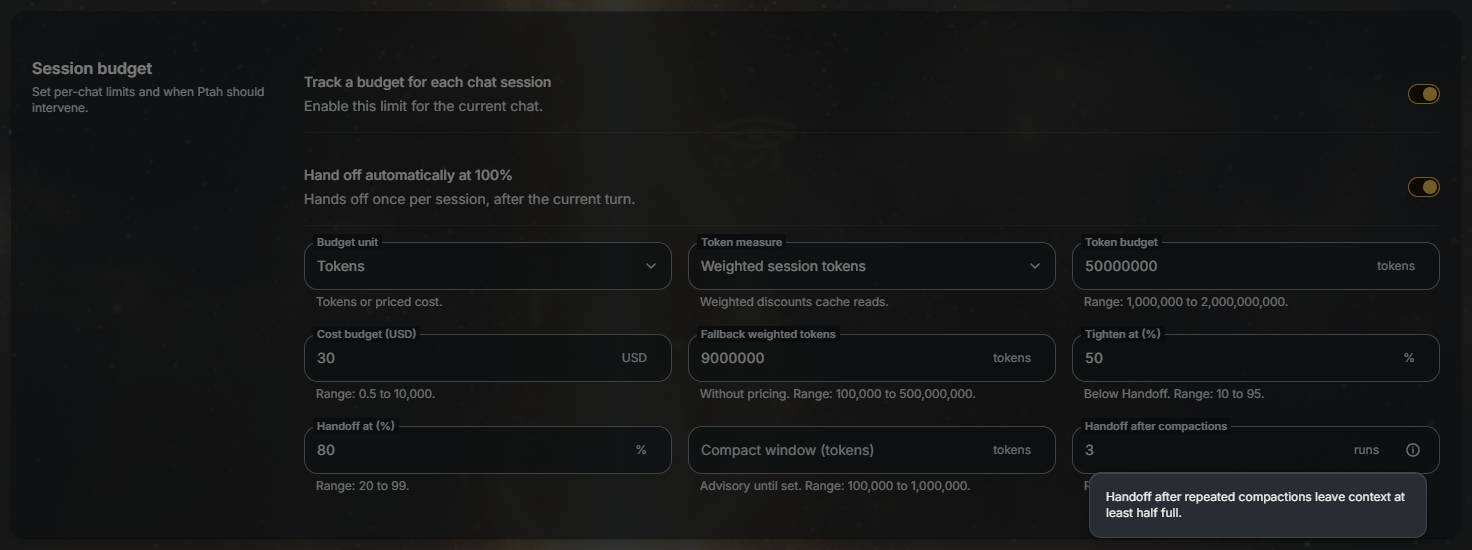 Session budget
Set per-chat limits and when Ptah should
intervene.
Track a budget for each chat session
Enable this limit for the current chat.
Hand off automatically at 100%
Hands off once per session, after the current turn.
Budget unit
Tokens
Tokens or priced cost.
Token measure
Weighted session tokens
Weighted discounts cache reads.
Token budget
50000000 tokens
Range: 1,000,000 to 2,000,000,000.
Cost budget (USD)
30 USD
Range: 0.5 to 10,000.
Fallback weighted tokens
9000000 tokens
Without pricing. Range: 100,000 to 500,000,000.
Tighten at (%)
50 %
Below Handoff. Range: 10 to 95.
Handoff at (%)
80 %
Range: 20 to 99.
Compact window (tokens) tokens
Advisory until set. Range: 100,000 to 1,000,000.
Handoff after compactions
3 runs
Handoff after repeated compactions leave context at
least half full.